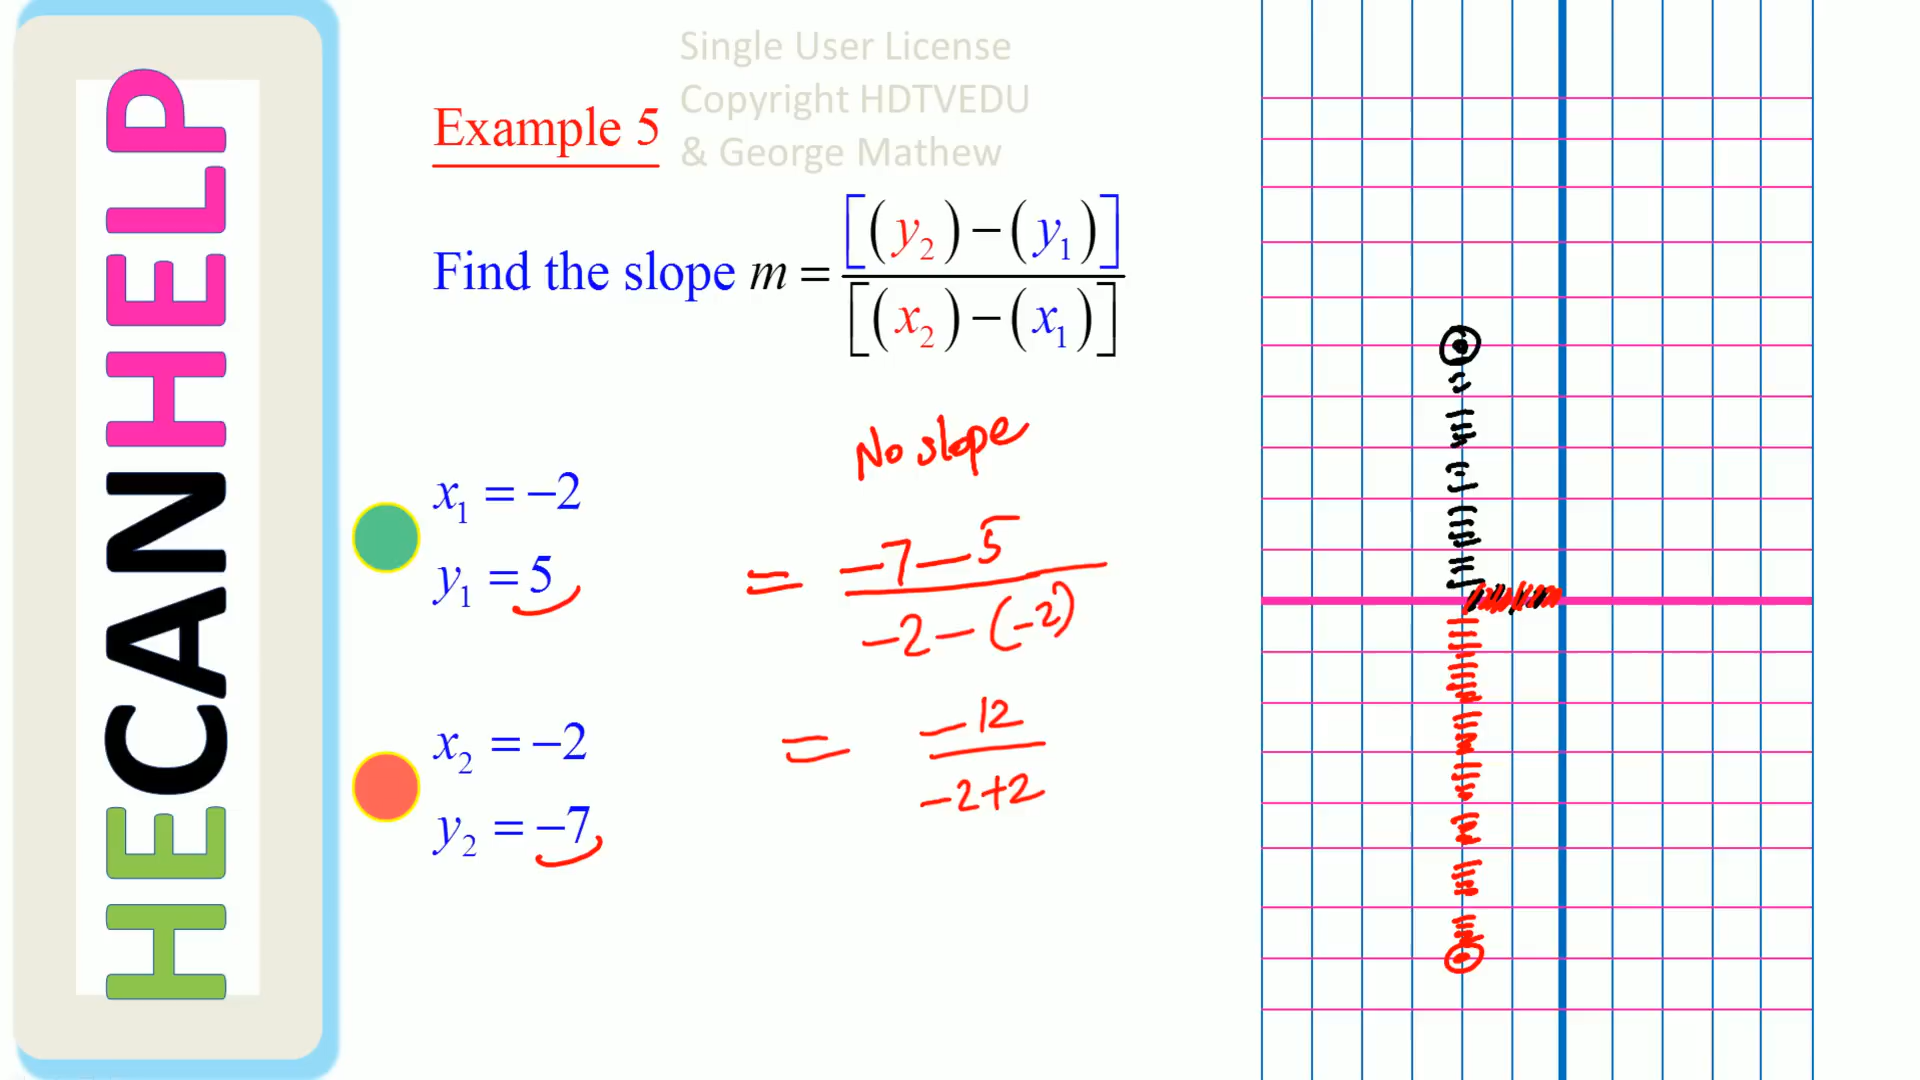 HECANHELP
Single User License
Copyright HDTVEDU
& George Mathew
Example 5
Find the slope m = [(y₂)−(y₁)] / [(x₂)−(x₁)]
No slope
x₁ = −2
y₁ = 5
= −7−5 / −2−(−2)
x₂ = −2
y₂ = −7
= −12 / −2+2